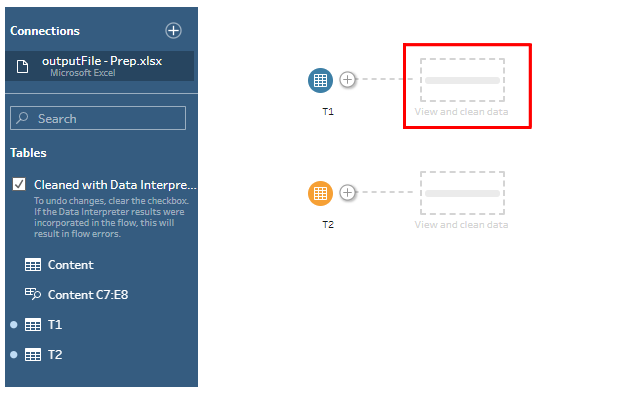 Connections
outputFile - Prep.xlsx
Microsoft Excel
Search
Tables
Cleaned with Data Interpre...
To undo changes, clear the checkbox.
If the Data Interpreter results were
incorporated in the flow, this will
result in flow errors.
Content
Content C7:E8
T1
T2
T1
View and clean data
T2
View and clean data